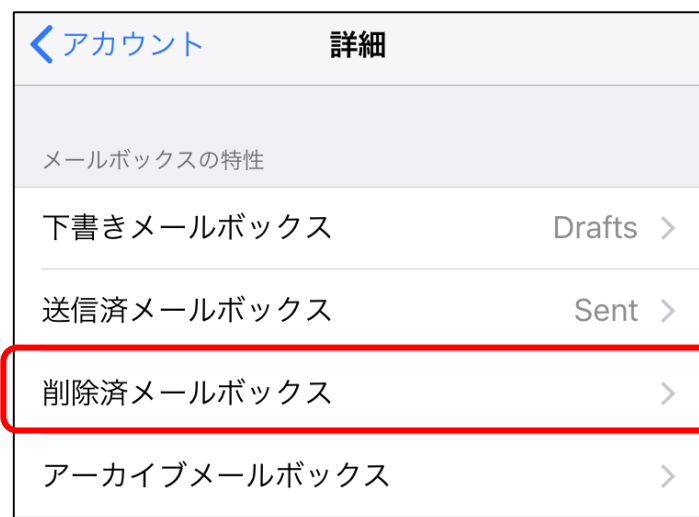 アカウント 詳細
メールボックスの特性
下書きメールボックス Drafts
送信済メールボックス Sent
削除済メールボックス
アーカイブメールボックス